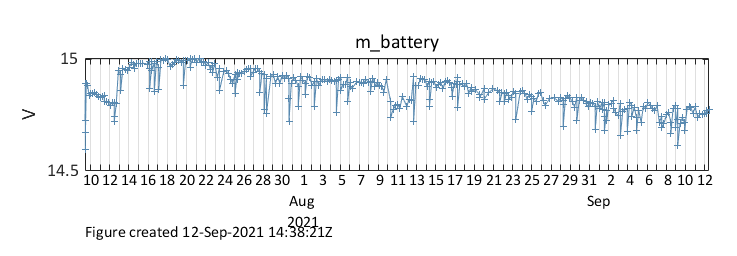 m_battery
15
V
14.5
10 12 14 16 18 20 22 24 26 28 30 1 3 5 7 9 11 13 15 17 19 21 23 25 27 29 31 2 4 6 8 10 12
Aug Sep
2021
Figure created 12-Sep-2021 14:38:21Z